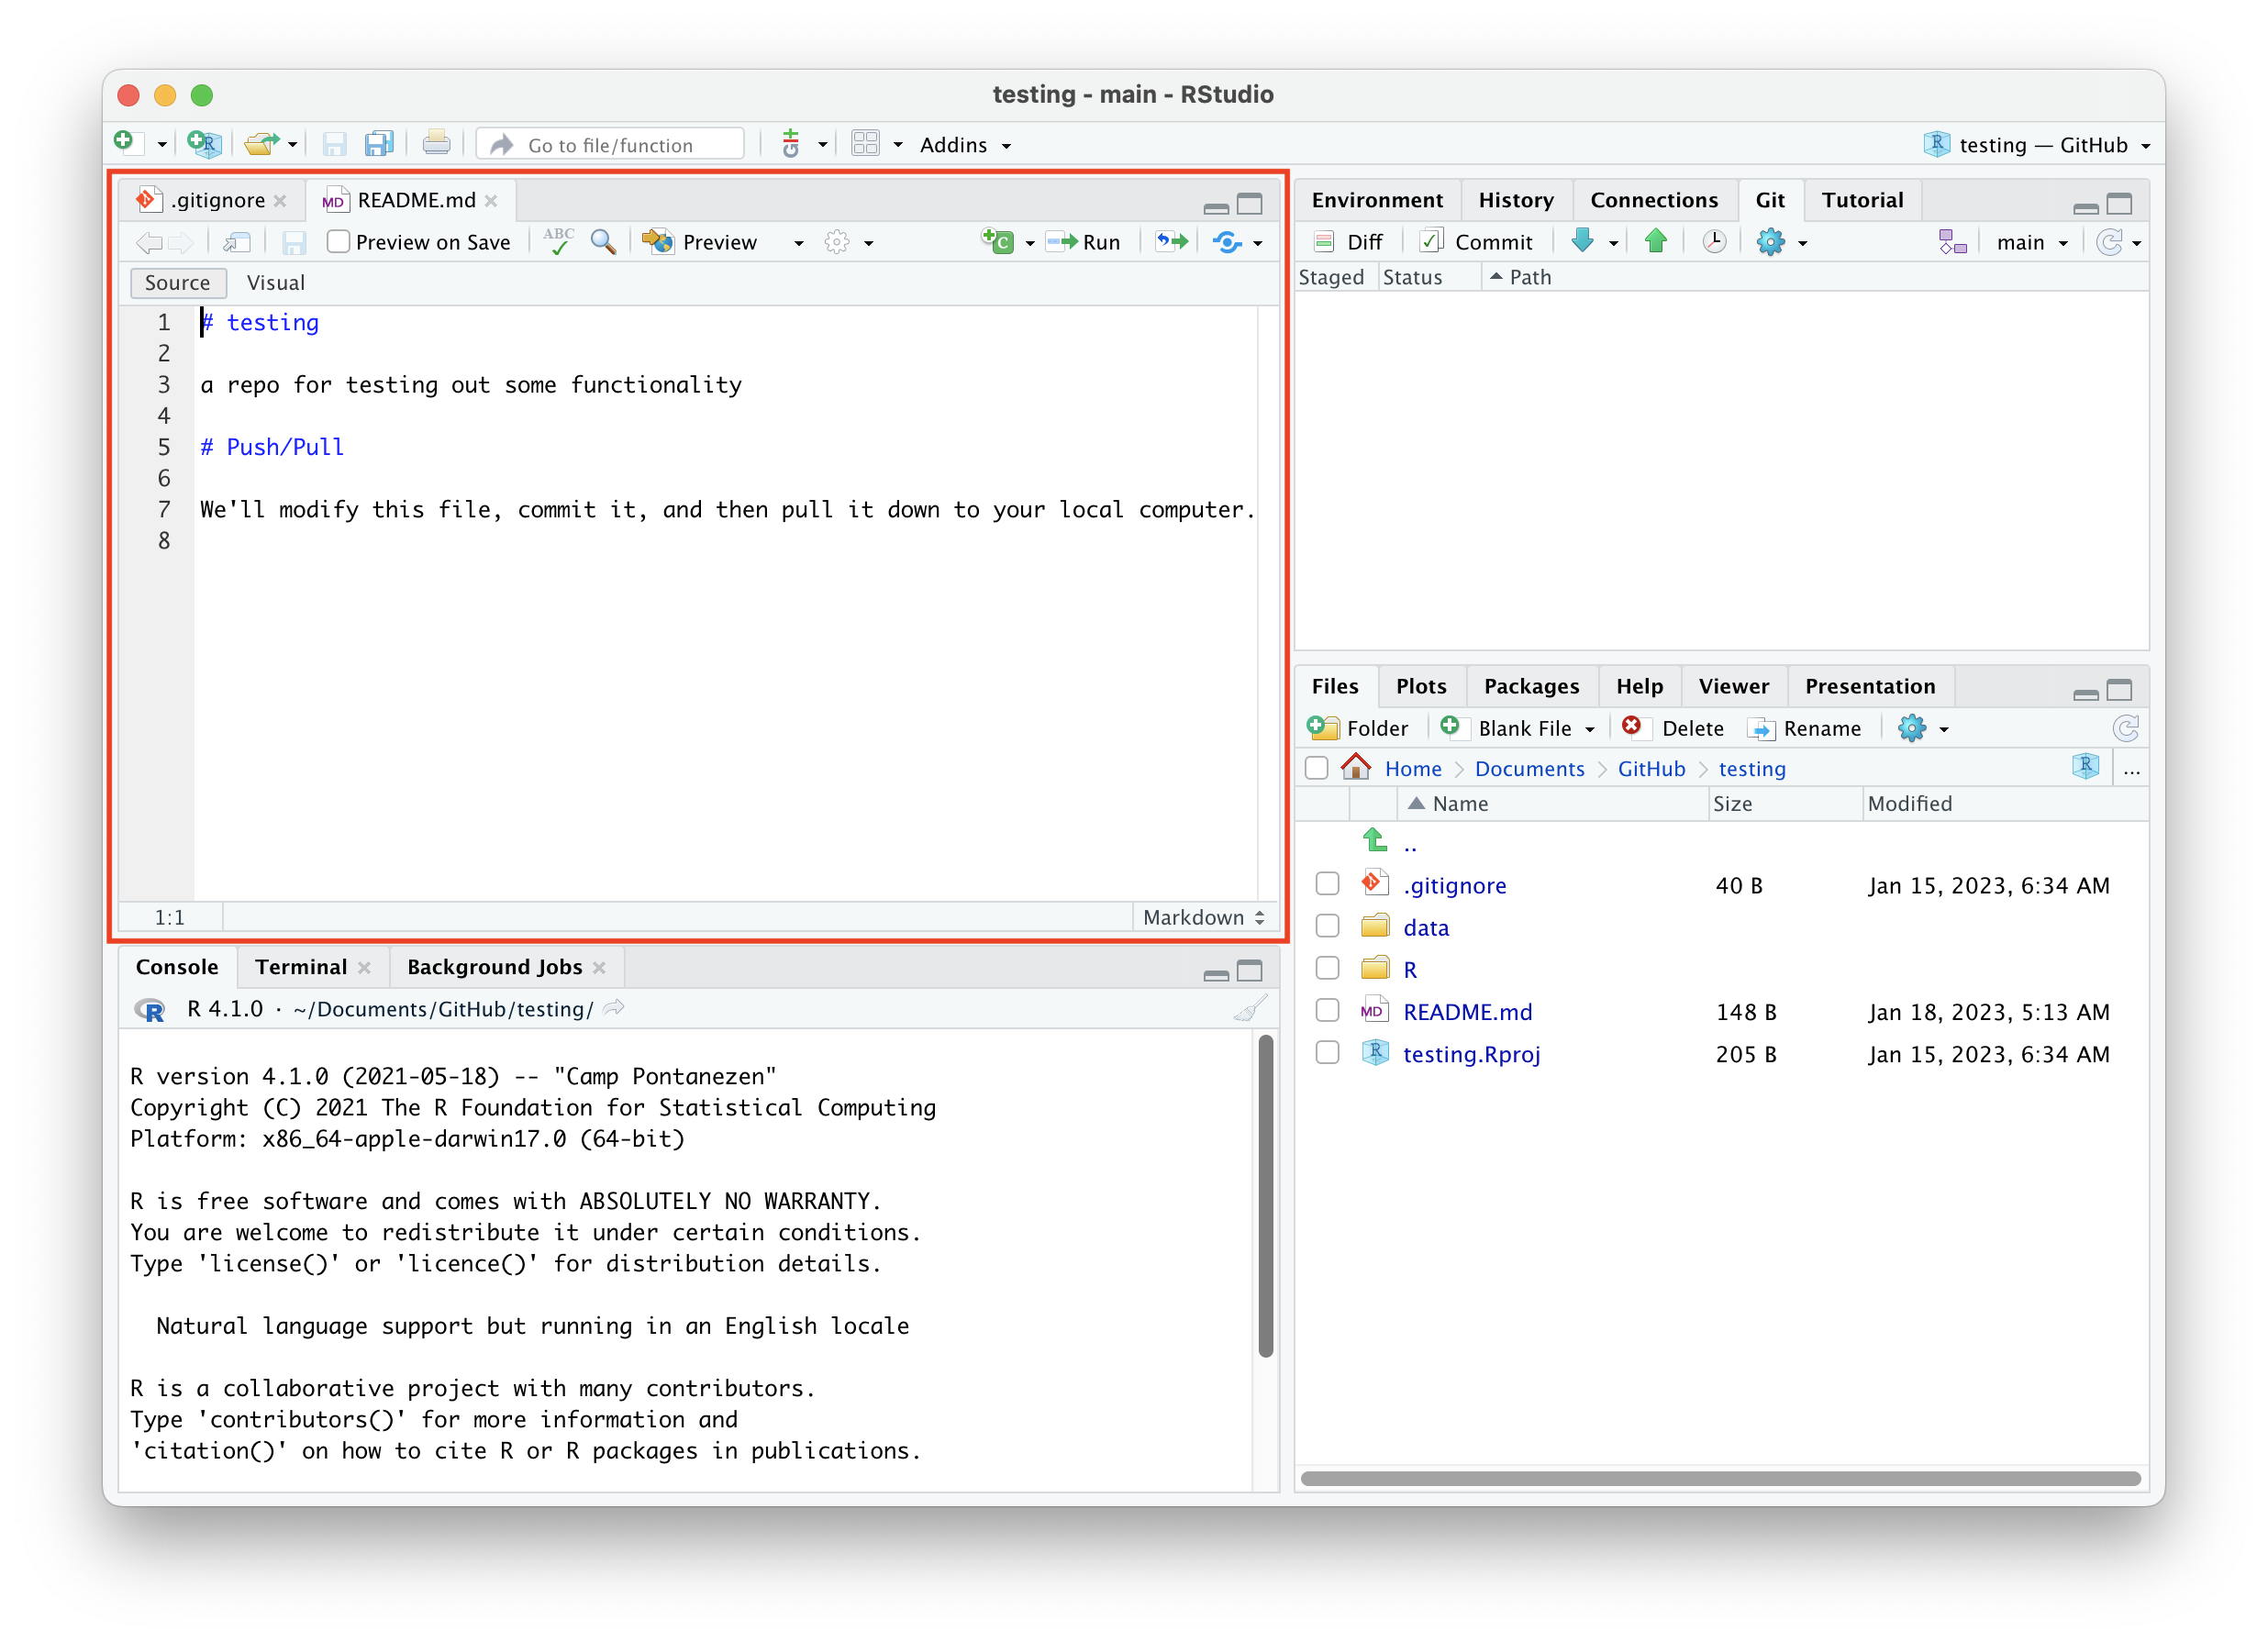 testing - main - RStudio
Go to file/function
Addins
testing — GitHub
.gitignore
README.md
Preview on Save
ABC
Preview
Run
Source
Visual
1 # testing
2
3 a repo for testing out some functionality
4
5 # Push/Pull
6
7 We'll modify this file, commit it, and then pull it down to your local computer.
8
1:1
Markdown
Console
Terminal
Background Jobs
R 4.1.0 · ~/Documents/GitHub/testing/
R version 4.1.0 (2021-05-18) -- "Camp Pontanezen"
Copyright (C) 2021 The R Foundation for Statistical Computing
Platform: x86_64-apple-darwin17.0 (64-bit)
R is free software and comes with ABSOLUTELY NO WARRANTY.
You are welcome to redistribute it under certain conditions.
Type 'license()' or 'licence()' for distribution details.
Natural language support but running in an English locale
R is a collaborative project with many contributors.
Type 'contributors()' for more information and
'citation()' on how to cite R or R packages in publications.
Environment
History
Connections
Git
Tutorial
Diff
Commit
main
Staged
Status
Path
Files
Plots
Packages
Help
Viewer
Presentation
Folder
Blank File
Delete
Rename
Home > Documents > GitHub > testing
...
Name Size Modified
..
.gitignore 40 B Jan 15, 2023, 6:34 AM
data
R
README.md 148 B Jan 18, 2023, 5:13 AM
testing.Rproj 205 B Jan 15, 2023, 6:34 AM